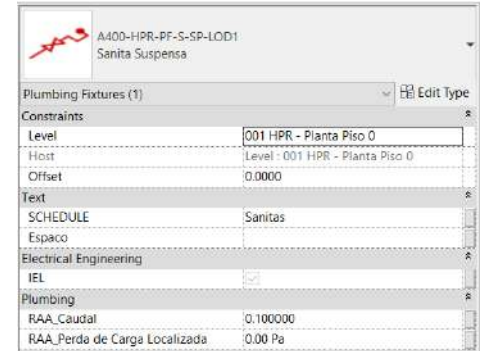 A400-HPR-PF-S-SP-LOD1
Sanita Suspensa
Plumbing Fixtures (1) Edit Type
Constraints
Level 001 HPR - Planta Piso 0
Host Level : 001 HPR - Planta Piso 0
Offset 0.0000
Text
SCHEDULE Sanitas
Espaco
Electrical Engineering
IEL
Plumbing
RAA_Caudal 0.100000
RAA_Perda de Carga Localizada 0.00 Pa